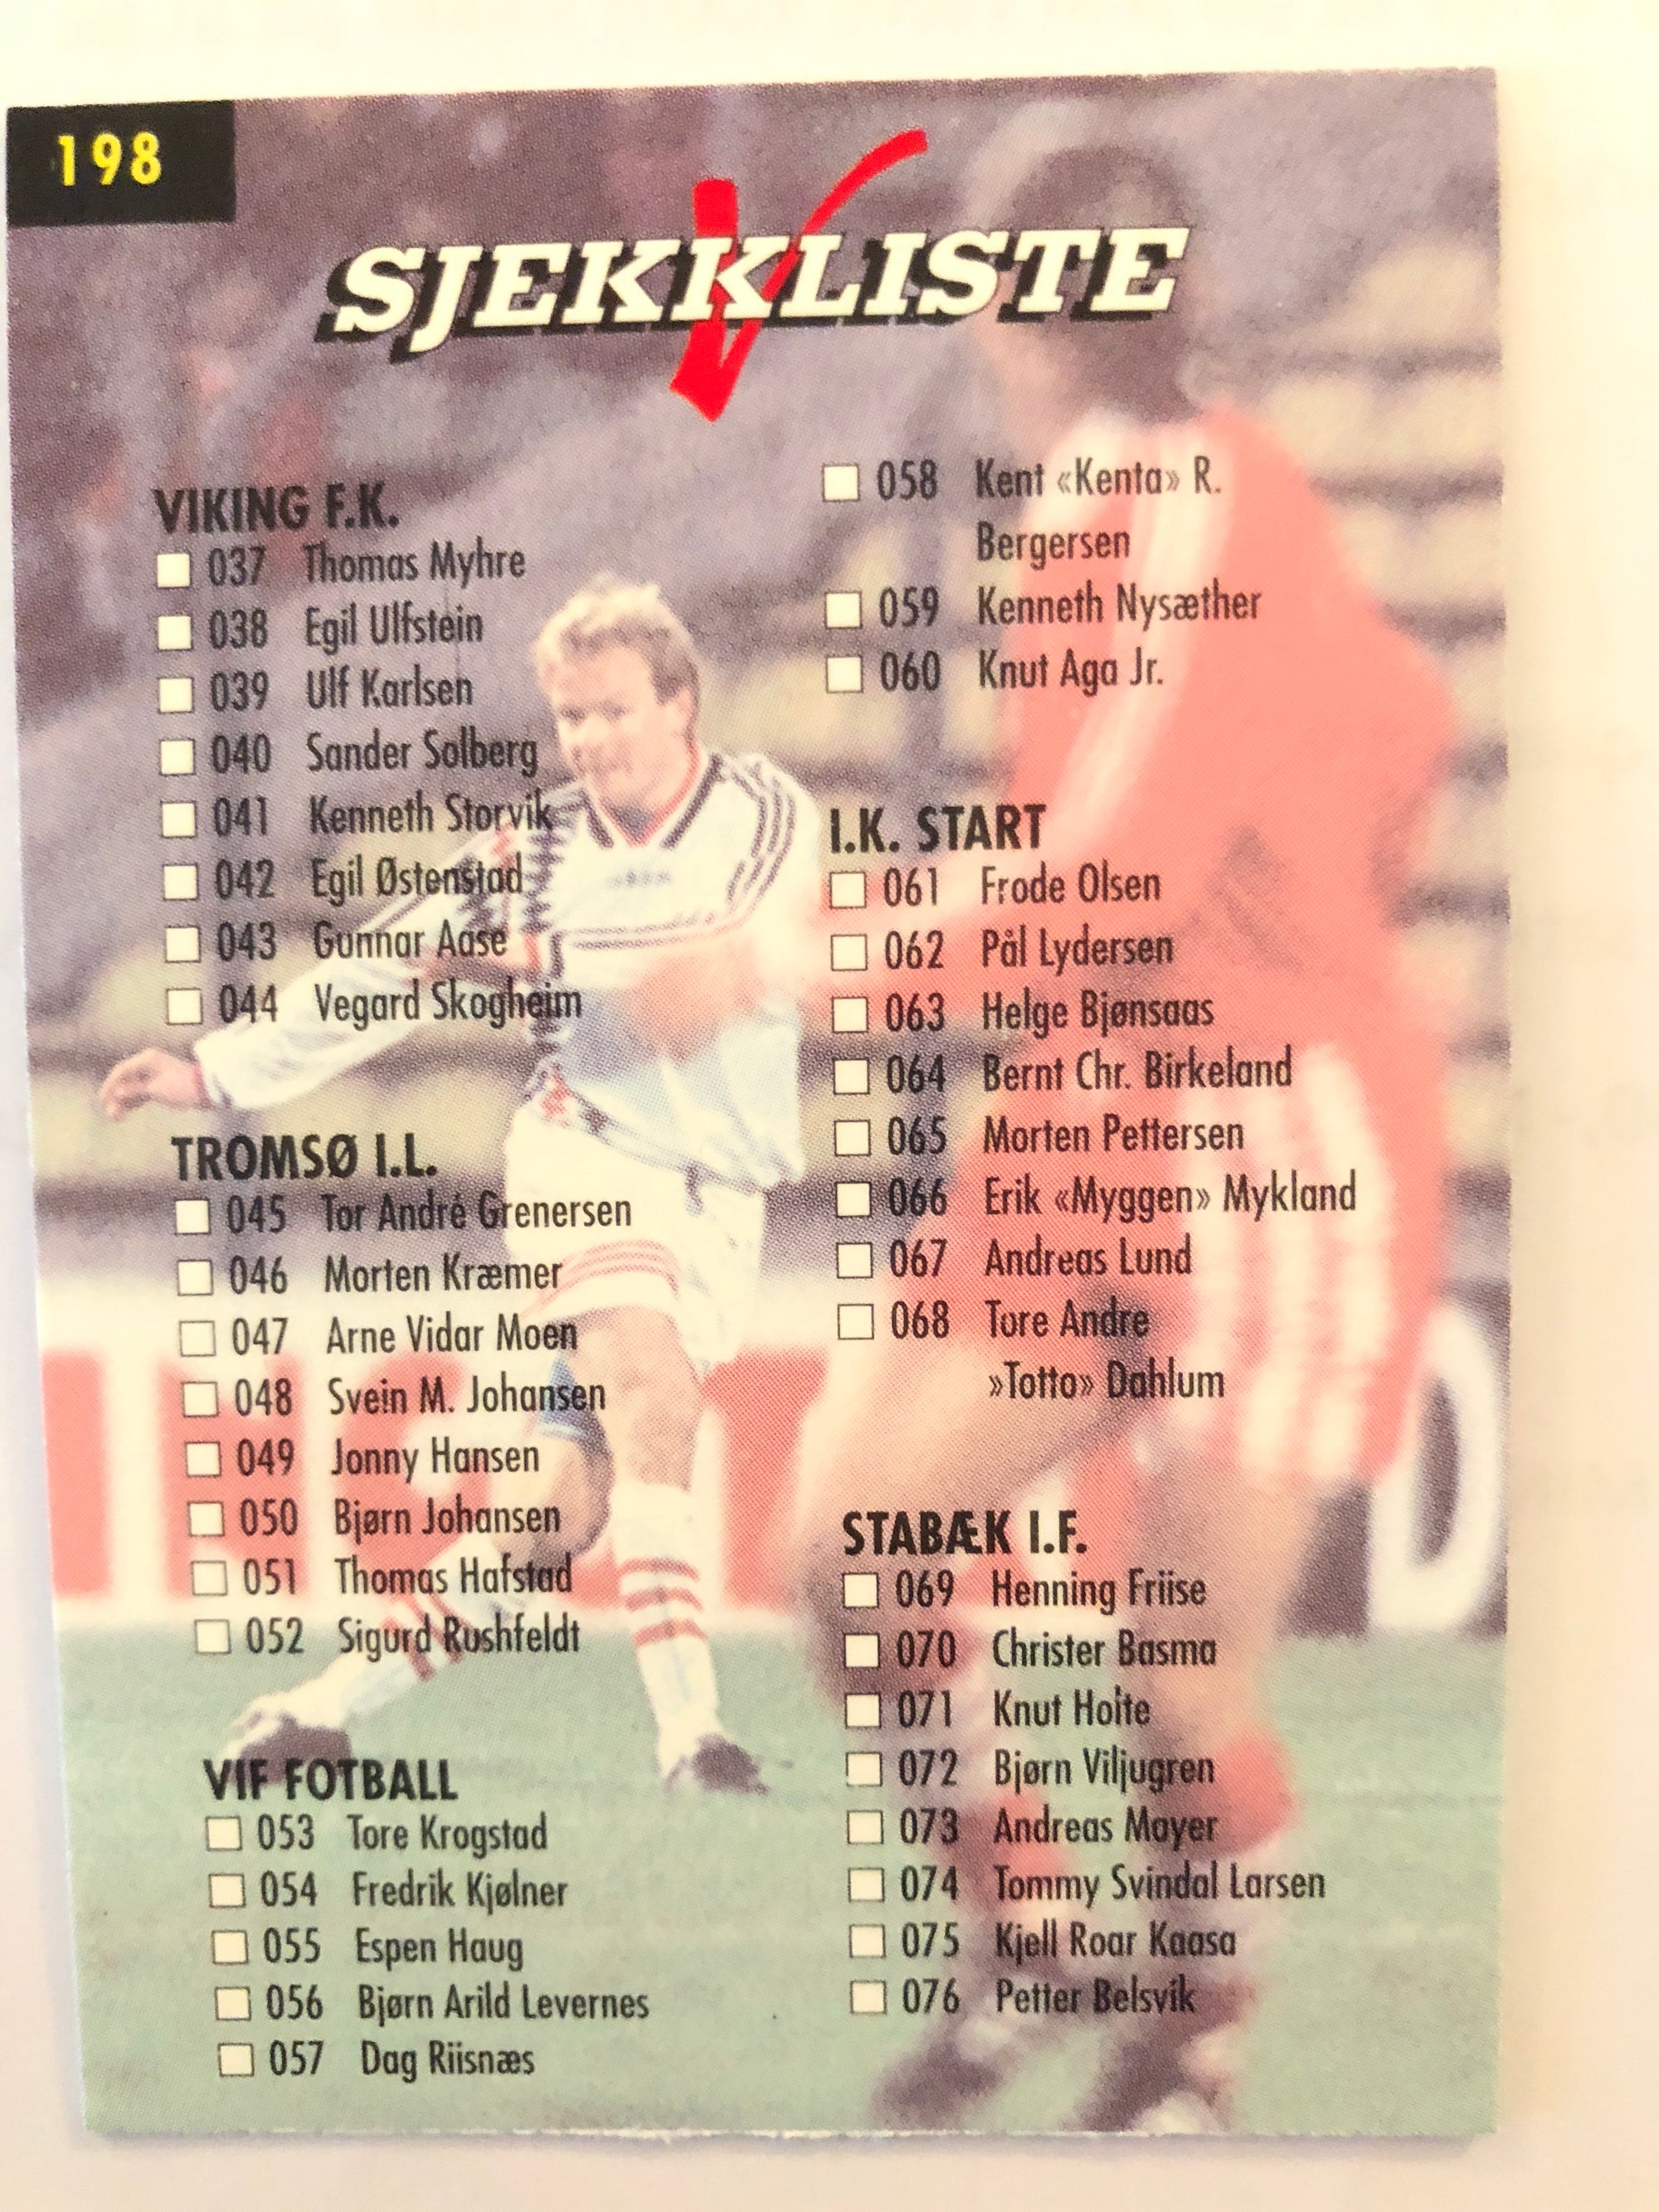 198
SJEKKLISTE
VIKING F.K.
037 Thomas Myhre
038 Egil Ulfstein
039 Ulf Karlsen
040 Sander Solberg
041 Kenneth Storvik
042 Egil Østenstad
043 Gunnar Aase
044 Vegard Skogheim
TROMSØ I.L.
045 Tor André Grenersen
046 Morten Kræmer
047 Arne Vidar Moen
048 Svein M. Johansen
049 Jonny Hansen
050 Bjørn Johansen
051 Thomas Hafstad
052 Sigurd Rushfeldt
VIF FOTBALL
053 Tore Krogstad
054 Fredrik Kjølner
055 Espen Haug
056 Bjørn Arild Levernes
057 Dag Riisnæs
058 Kent «Kenta» R.
Bergersen
059 Kenneth Nysæther
060 Knut Aga Jr.
I.K. START
061 Frode Olsen
062 Pål Lydersen
063 Helge Bjønsaas
064 Bernt Chr. Birkeland
065 Morten Pettersen
066 Erik «Myggen» Mykland
067 Andreas Lund
068 Tore Andre
»Totto» Dahlum
STABÆK I.F.
069 Henning Friise
070 Christer Basma
071 Knut Holte
072 Bjørn Viljugren
073 Andreas Mayer
074 Tommy Svindal Larsen
075 Kjell Roar Kaasa
076 Petter Belsvik